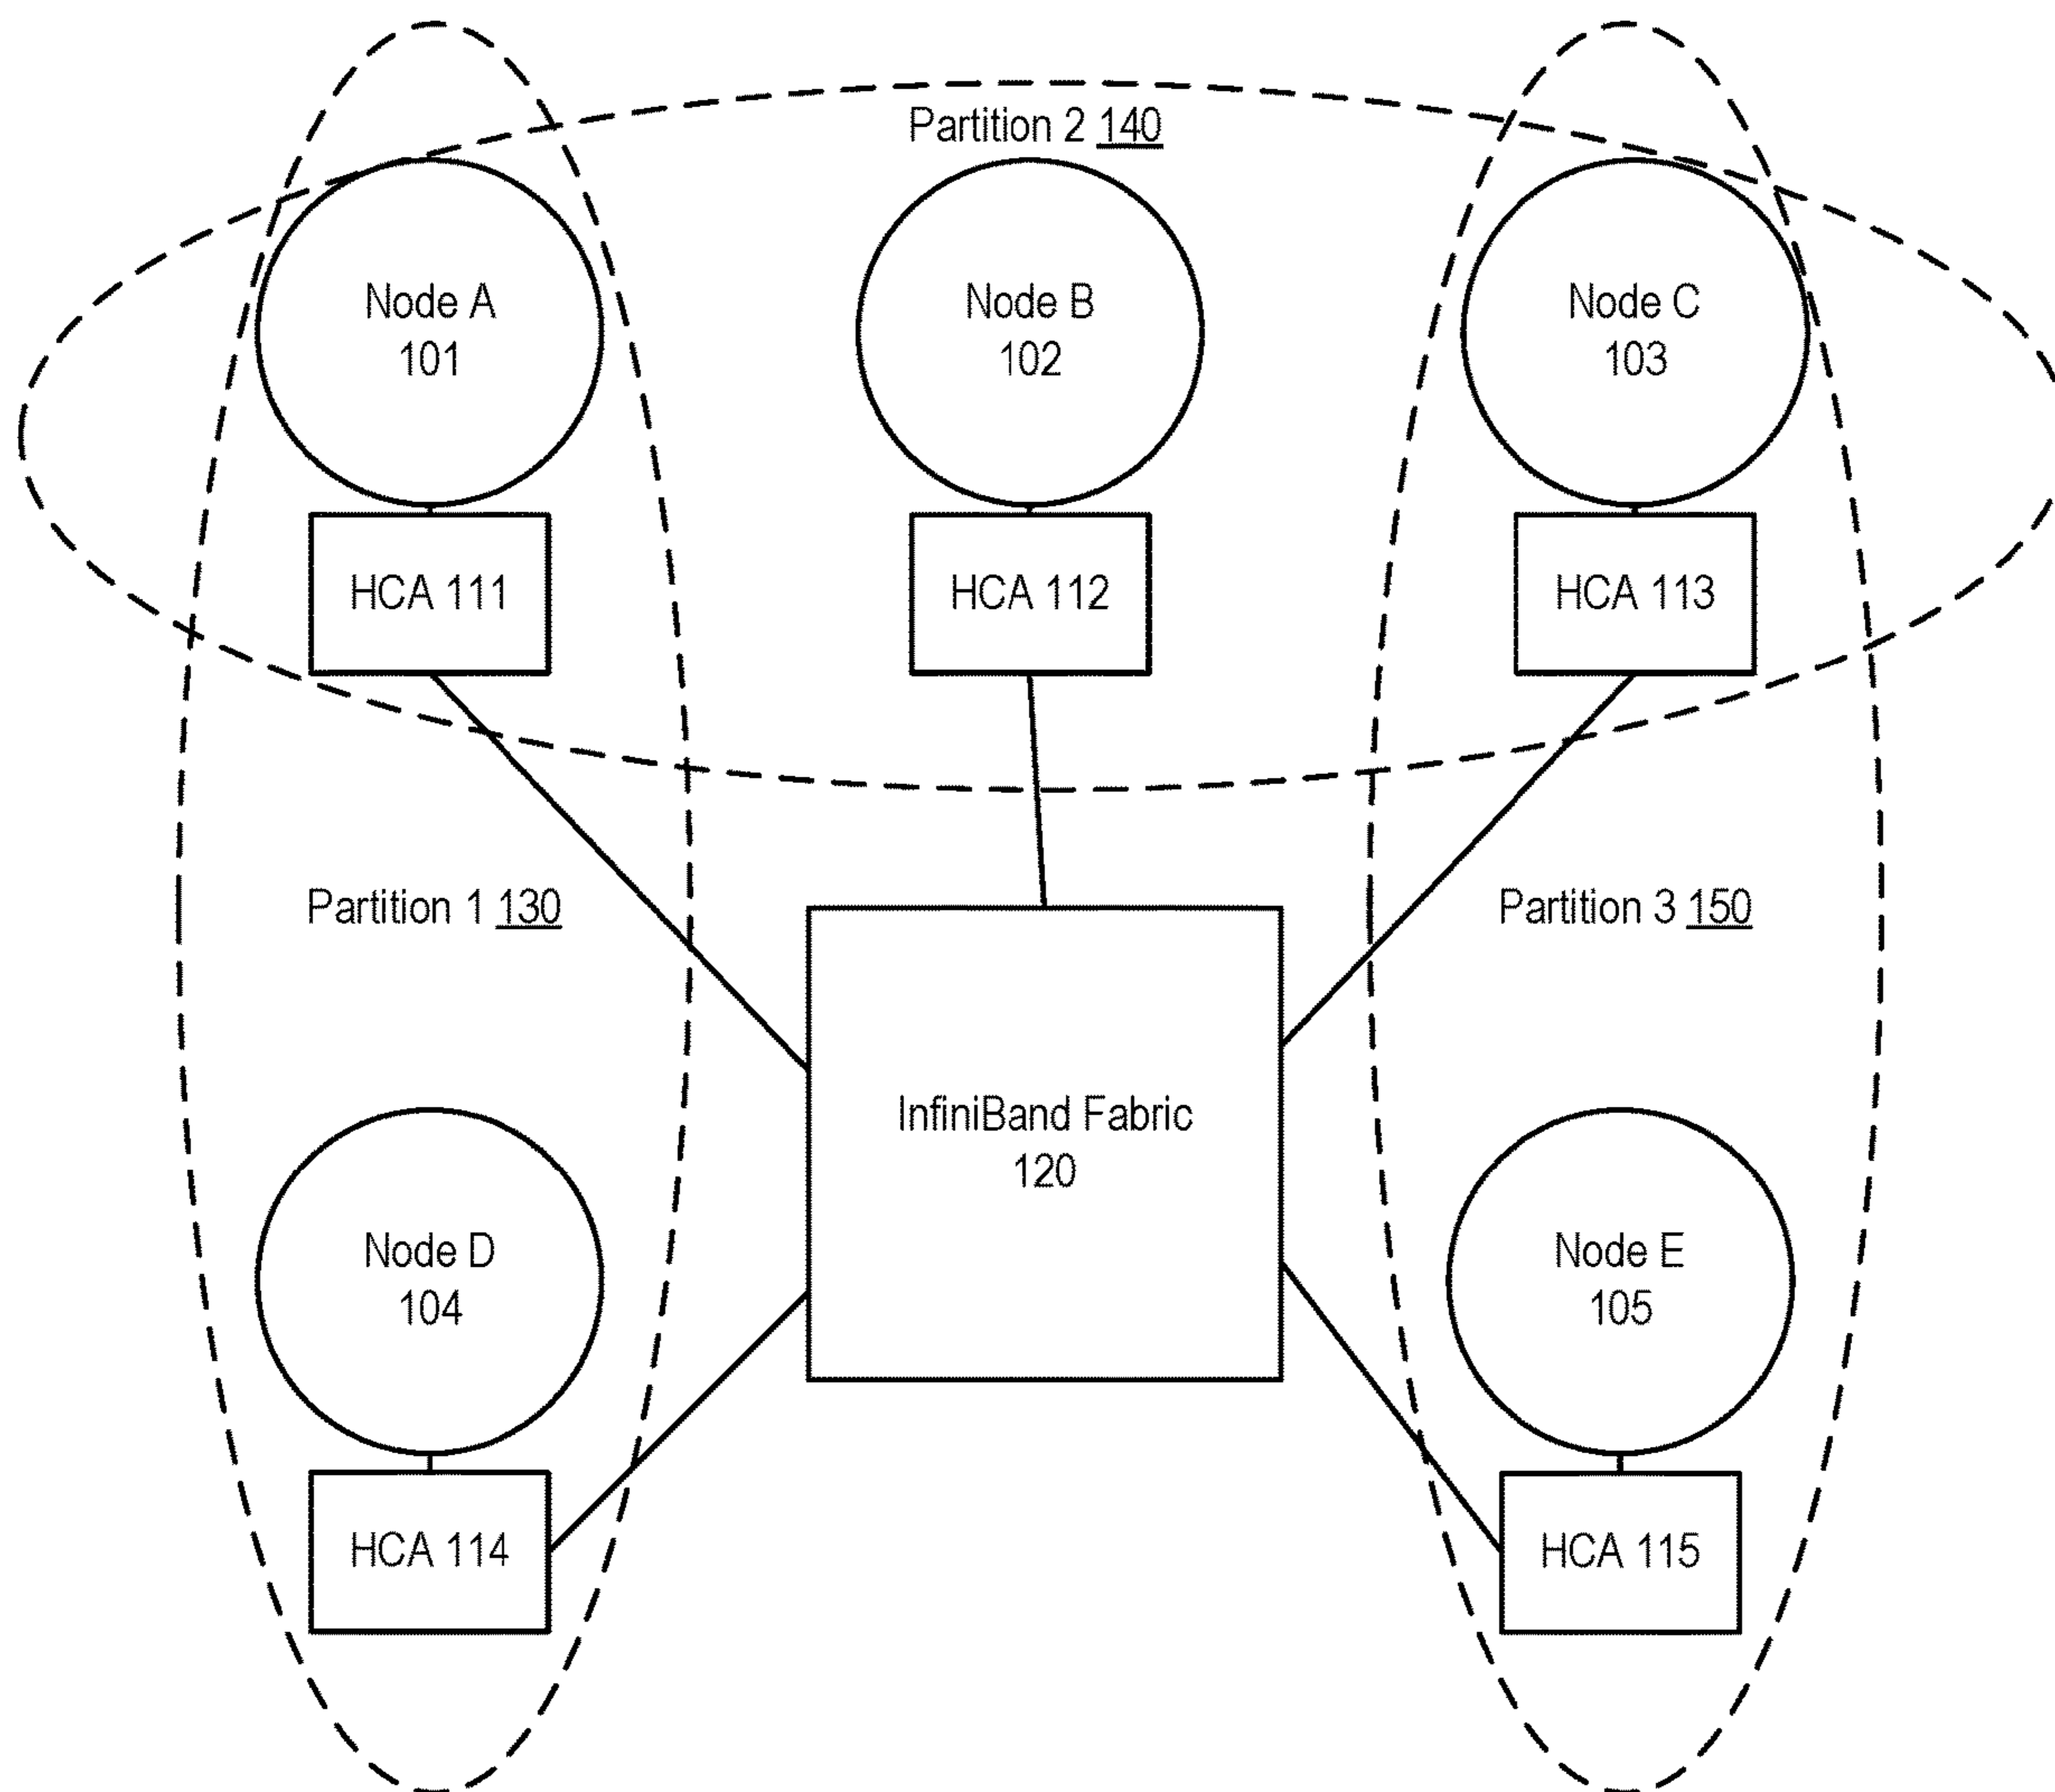 Partition 2 140
Node A
101
Node B
102
Node C
103
HCA 111
HCA 112
HCA 113
Partition 1 130
Partition 3 150
InfiniBand Fabric
120
Node D
104
Node E
105
HCA 114
HCA 115